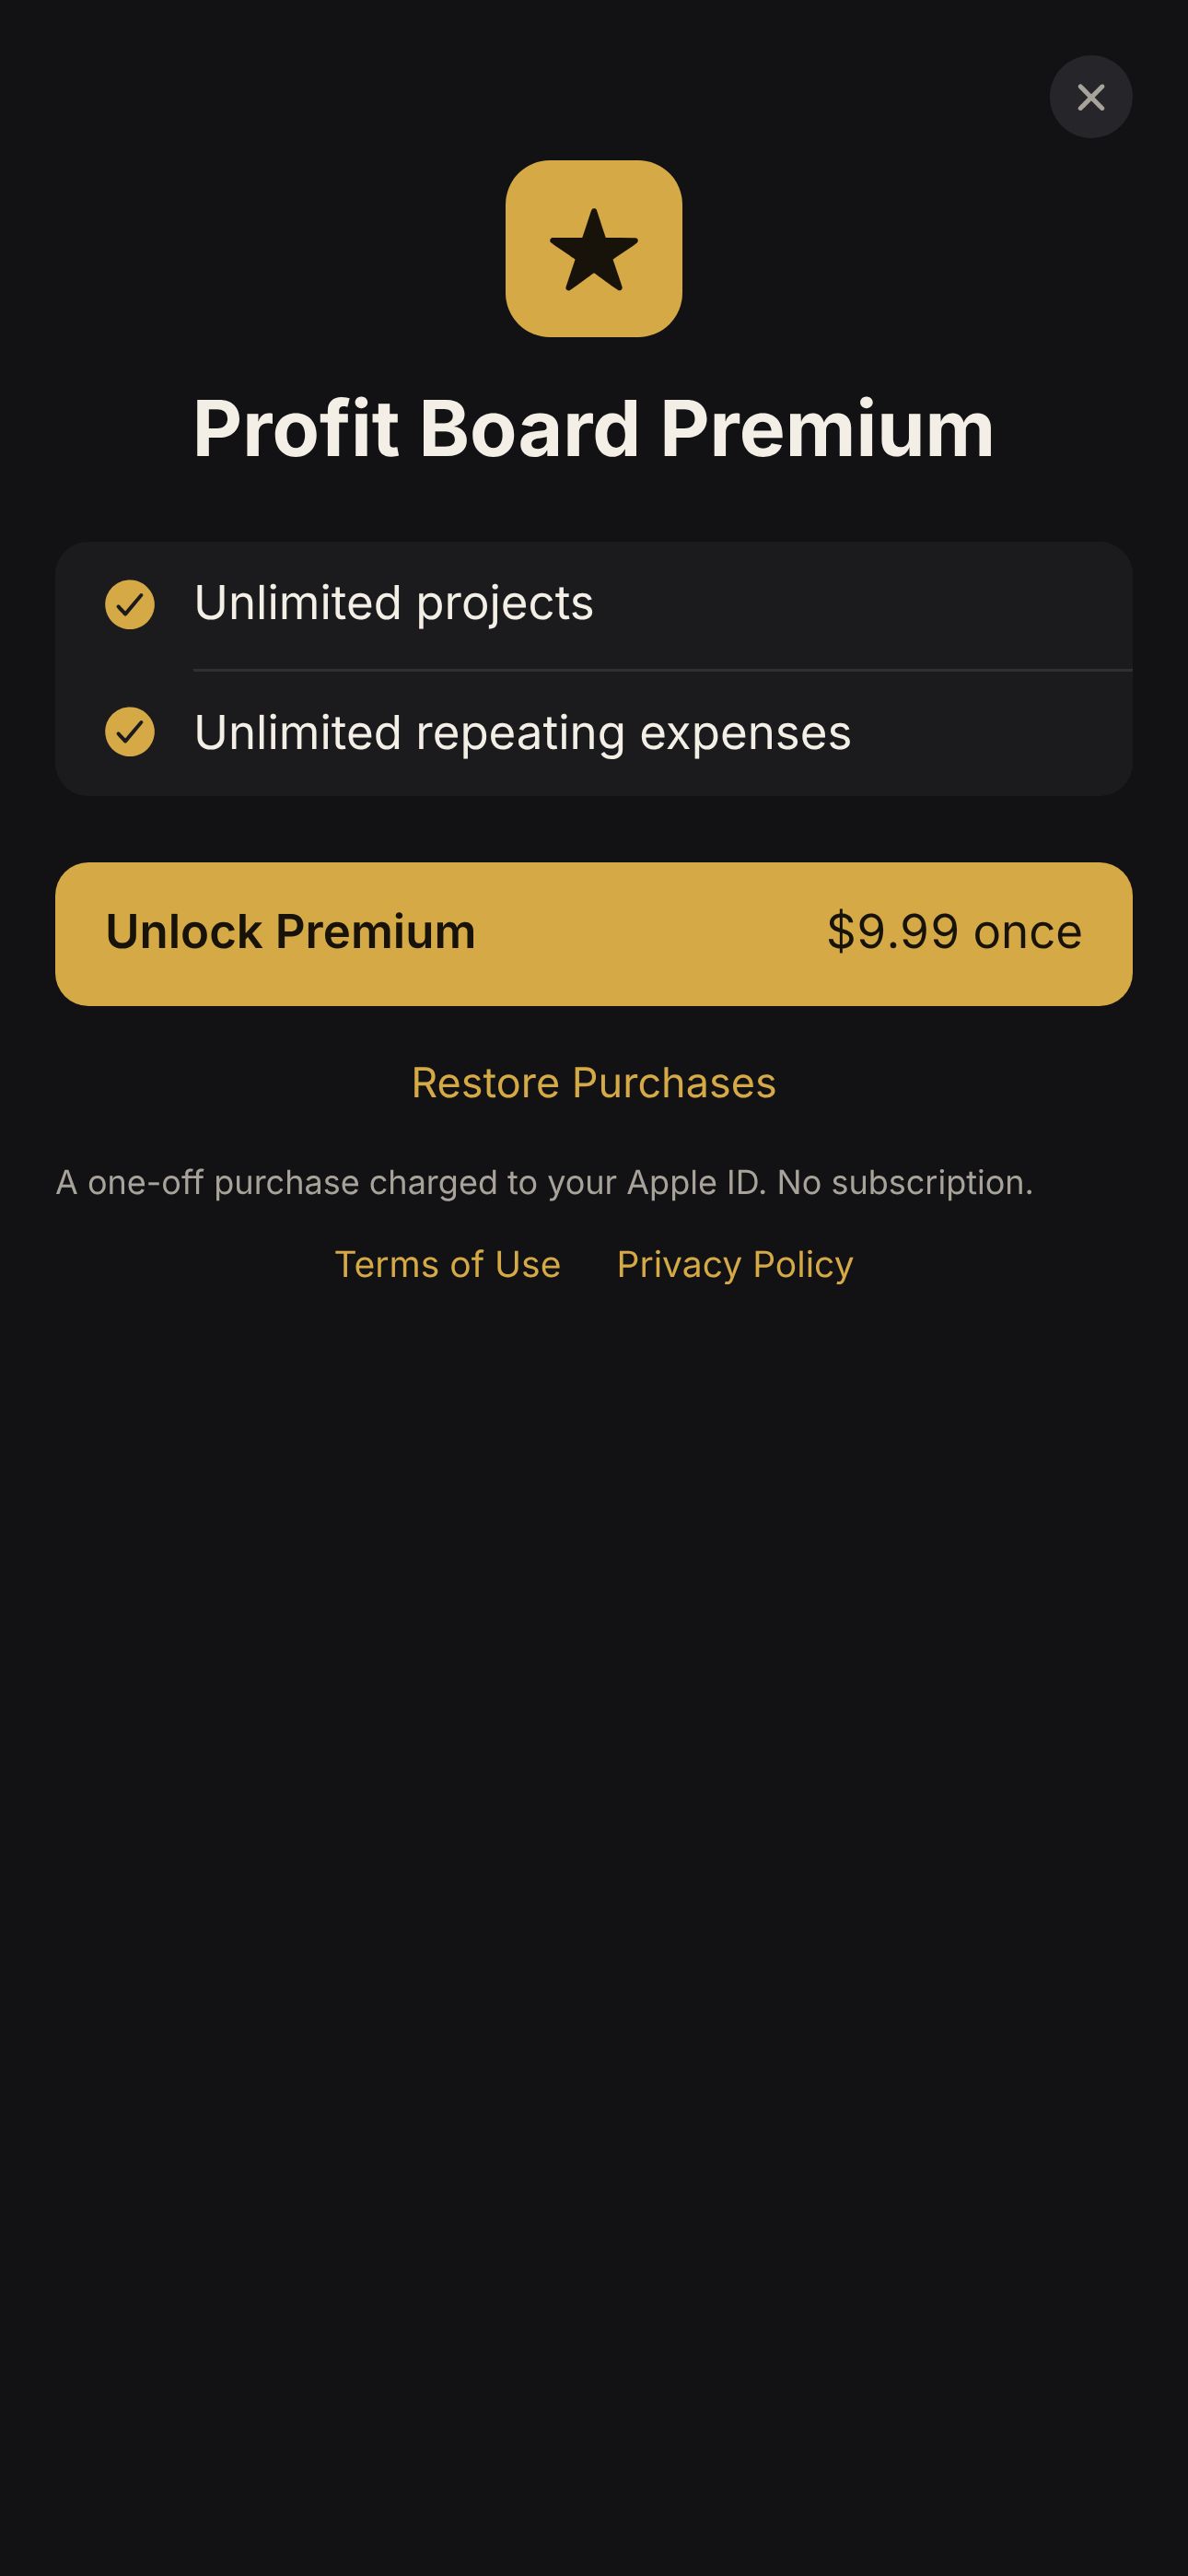 Profit Board Premium
Unlimited projects
Unlimited repeating expenses
Unlock Premium $9.99 once
Restore Purchases
A one-off purchase charged to your Apple ID. No subscription.
Terms of Use Privacy Policy